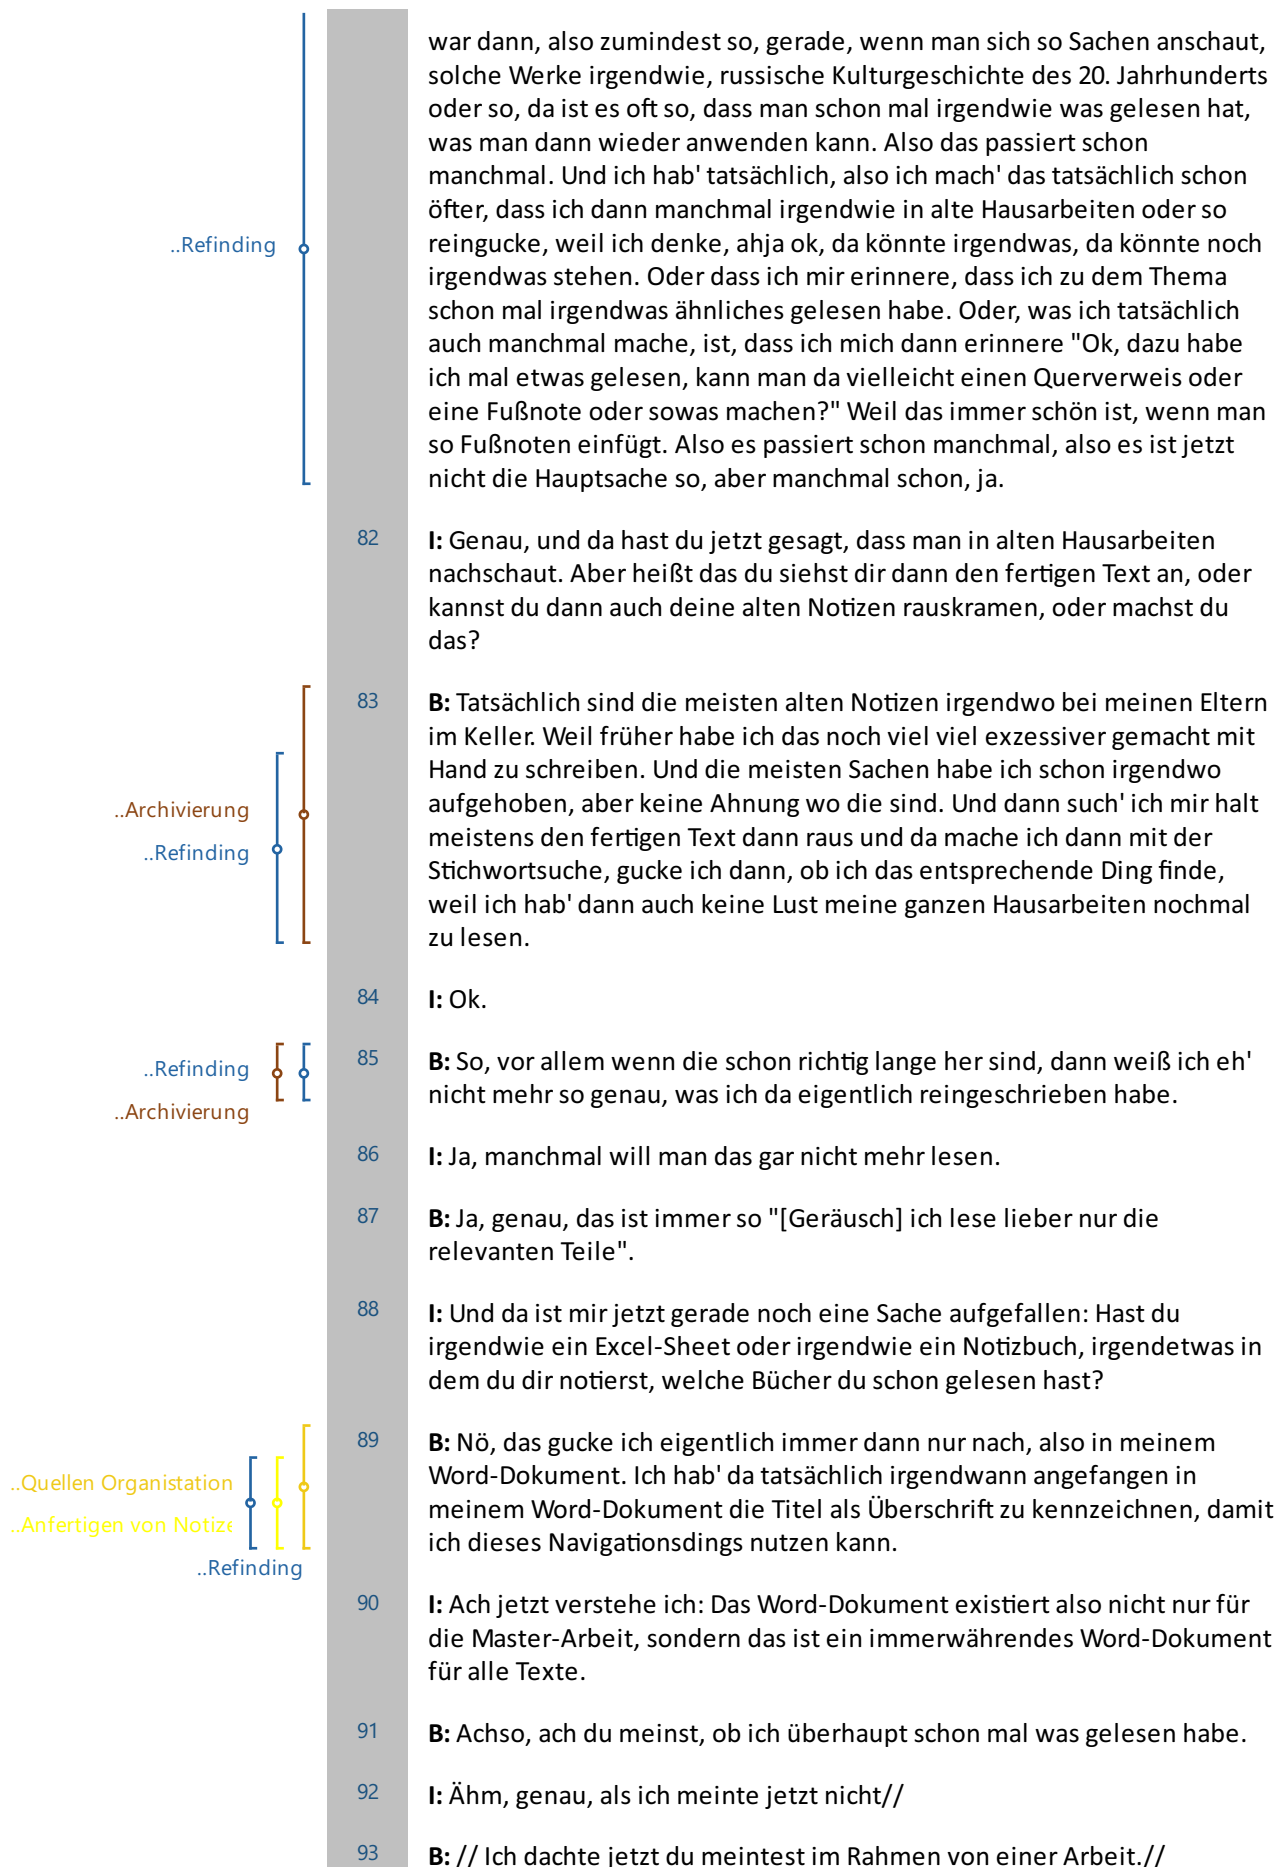 war dann, also zumindest so, gerade, wenn man sich so Sachen anschaut,
solche Werke irgendwie, russische Kulturgeschichte des 20. Jahrhunderts
oder so, da ist es oft so, dass man schon mal irgendwie was gelesen hat,
was man dann wieder anwenden kann. Also das passiert schon
manchmal. Und ich hab' tatsächlich, also ich mach' das tatsächlich schon
öfter, dass ich dann manchmal irgendwie in alte Hausarbeiten oder so
..Refinding reingucke, weil ich denke, ahja ok, da könnte irgendwas, da könnte noch
irgendwas stehen. Oder dass ich mir erinnere, dass ich zu dem Thema
schon mal irgendwas ähnliches gelesen habe. Oder, was ich tatsächlich
auch manchmal mache, ist, dass ich mich dann erinnere "Ok, dazu habe
ich mal etwas gelesen, kann man da vielleicht einen Querverweis oder
eine Fußnote oder sowas machen?" Weil das immer schön ist, wenn man
so Fußnoten einfügt. Also es passiert schon manchmal, also es ist jetzt
nicht die Hauptsache so, aber manchmal schon, ja.
82 I: Genau, und da hast du jetzt gesagt, dass man in alten Hausarbeiten
nachschaut. Aber heißt das du siehst dir dann den fertigen Text an, oder
kannst du dann auch deine alten Notizen rauskramen, oder machst du
das?
83 B: Tatsächlich sind die meisten alten Notizen irgendwo bei meinen Eltern
im Keller. Weil früher habe ich das noch viel viel exzessiver gemacht mit
Hand zu schreiben. Und die meisten Sachen habe ich schon irgendwo
..Archivierung aufgehoben, aber keine Ahnung wo die sind. Und dann such' ich mir halt
..Refinding meistens den fertigen Text dann raus und da mache ich dann mit der
Stichwortsuche, gucke ich dann, ob ich das entsprechende Ding finde,
weil ich hab' dann auch keine Lust meine ganzen Hausarbeiten nochmal
zu lesen.
84 I: Ok.
..Refinding 85 B: So, vor allem wenn die schon richtig lange her sind, dann weiß ich eh'
..Archivierung nicht mehr so genau, was ich da eigentlich reingeschrieben habe.
86 I: Ja, manchmal will man das gar nicht mehr lesen.
87 B: Ja, genau, das ist immer so "[Geräusch] ich lese lieber nur die
relevanten Teile".
88 I: Und da ist mir jetzt gerade noch eine Sache aufgefallen: Hast du
irgendwie ein Excel-Sheet oder irgendwie ein Notizbuch, irgendetwas in
dem du dir notierst, welche Bücher du schon gelesen hast?
89 B: Nö, das gucke ich eigentlich immer dann nur nach, also in meinem
..Quellen Organistation Word-Dokument. Ich hab' da tatsächlich irgendwann angefangen in
..Anfertigen von Notize meinem Word-Dokument die Titel als Überschrift zu kennzeichnen, damit
..Refinding ich dieses Navigationsdings nutzen kann.
90 I: Ach jetzt verstehe ich: Das Word-Dokument existiert also nicht nur für
die Master-Arbeit, sondern das ist ein immerwährendes Word-Dokument
für alle Texte.
91 B: Achso, ach du meinst, ob ich überhaupt schon mal was gelesen habe.
92 I: Ähm, genau, als ich meinte jetzt nicht//
93 B: // Ich dachte jetzt du meintest im Rahmen von einer Arbeit.//